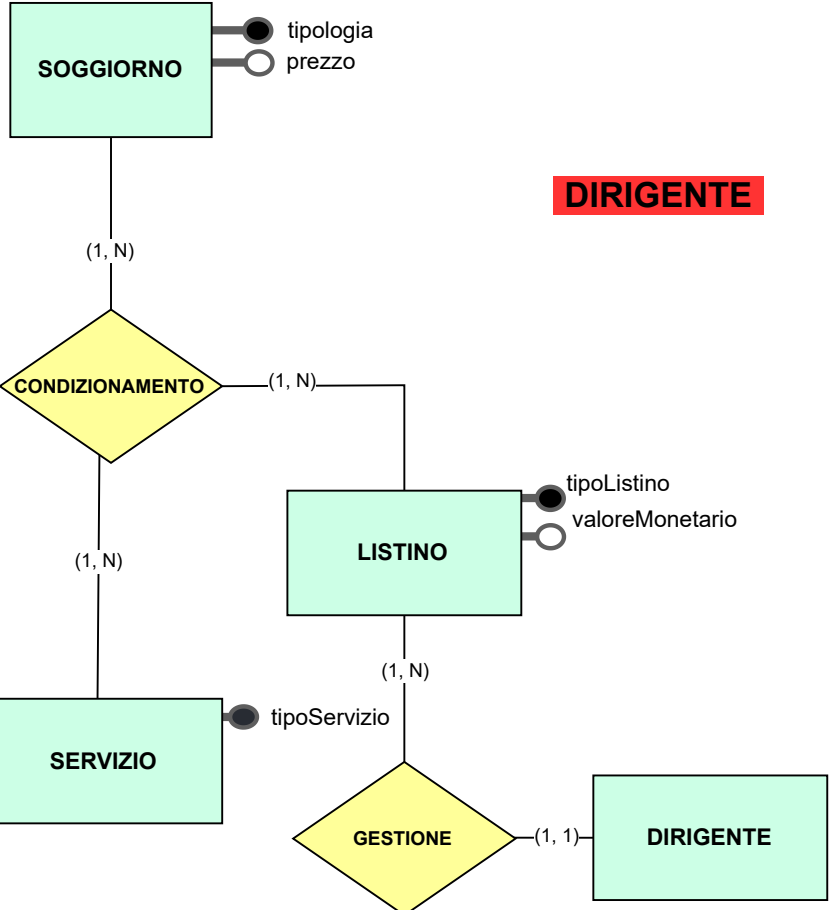 SOGGIORNO
tipologia
prezzo
DIRIGENTE
(1, N)
CONDIZIONAMENTO
(1, N)
tipoListino
valoreMonetario
LISTINO
(1, N)
(1, N)
SERVIZIO
tipoServizio
GESTIONE
(1, 1)
DIRIGENTE